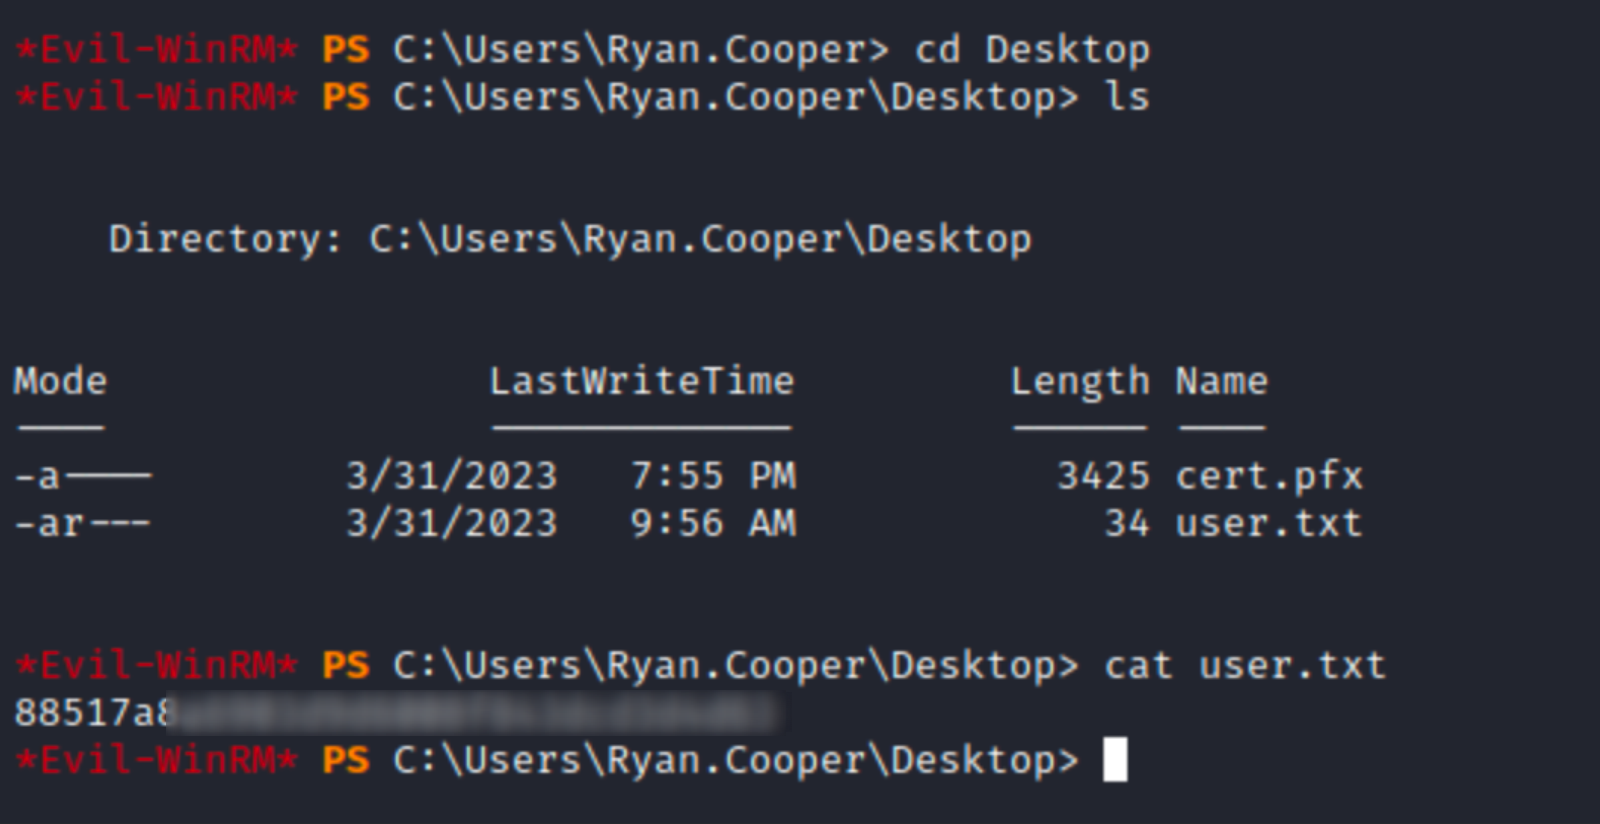 *Evil-WinRM* PS C:\Users\Ryan.Cooper> cd Desktop
*Evil-WinRM* PS C:\Users\Ryan.Cooper\Desktop> ls
Directory: C:\Users\Ryan.Cooper\Desktop
Mode LastWriteTime Length Name
---- ------------- ------ ----
-a---- 3/31/2023 7:55 PM 3425 cert.pfx
-ar--- 3/31/2023 9:56 AM 34 user.txt
*Evil-WinRM* PS C:\Users\Ryan.Cooper\Desktop> cat user.txt
88517a8
*Evil-WinRM* PS C:\Users\Ryan.Cooper\Desktop>